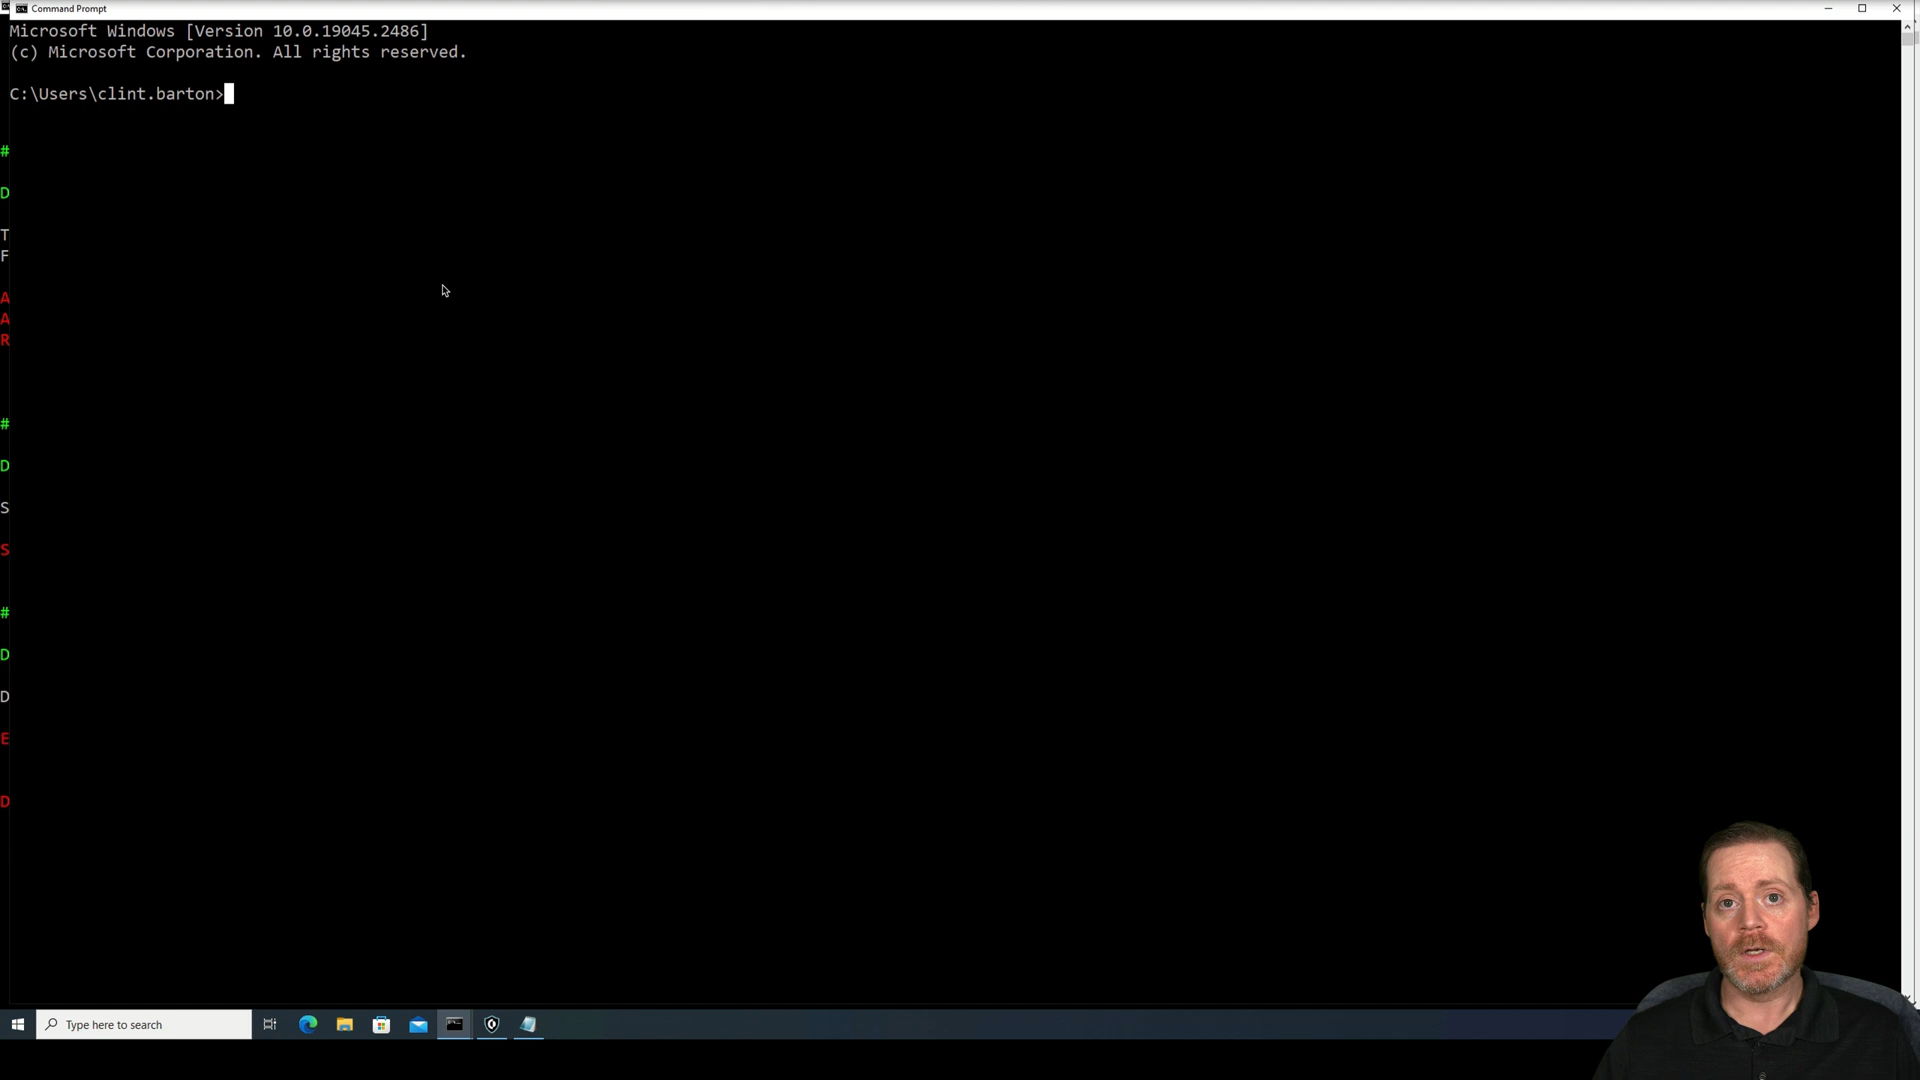 Command Prompt
Microsoft Windows [Version 10.0.19045.2486]
(c) Microsoft Corporation. All rights reserved.
C:\Users\clint.barton>
#
D
T
F
A
A
R
#
D
S
S
#
D
D
E
D
Type here to search